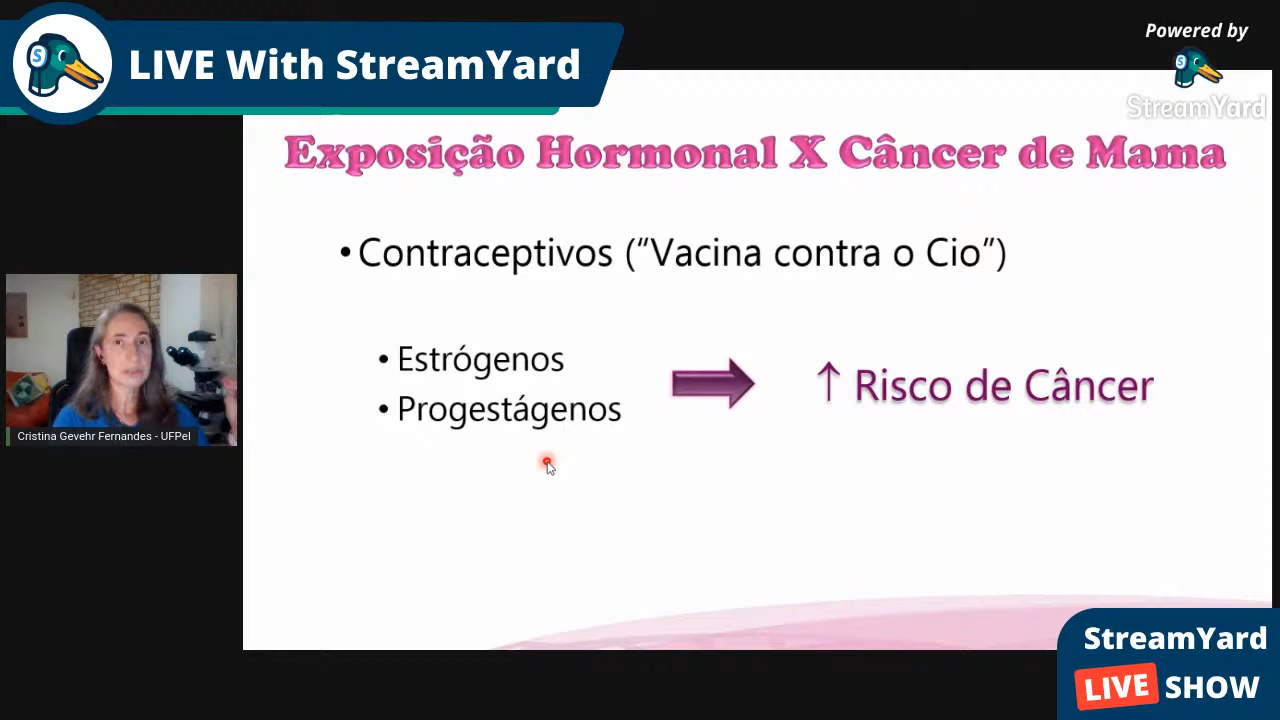 LIVE With StreamYard
Powered by
StreamYard
Exposição Hormonal X Câncer de Mama
• Contraceptivos (“Vacina contra o Cio”)
• Estrógenos
• Progestágenos
↑ Risco de Câncer
Cristina Gevehr Fernandes - UFPel
StreamYard
LIVE SHOW